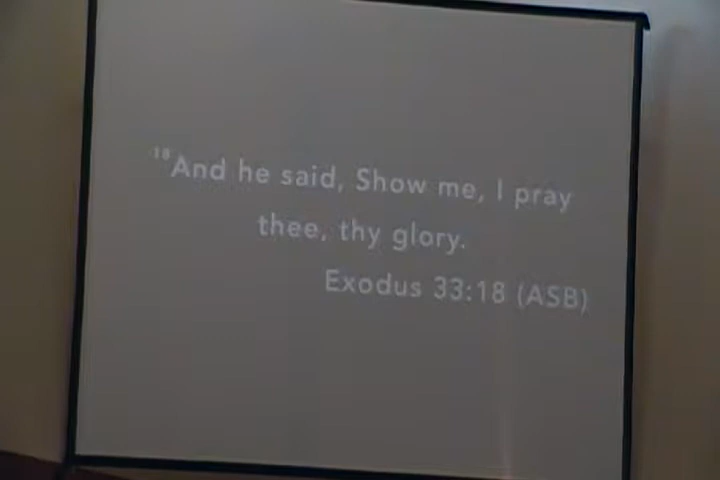 ¹⁸And he said, Show me, I pray
thee, thy glory.
Exodus 33:18 (ASB)